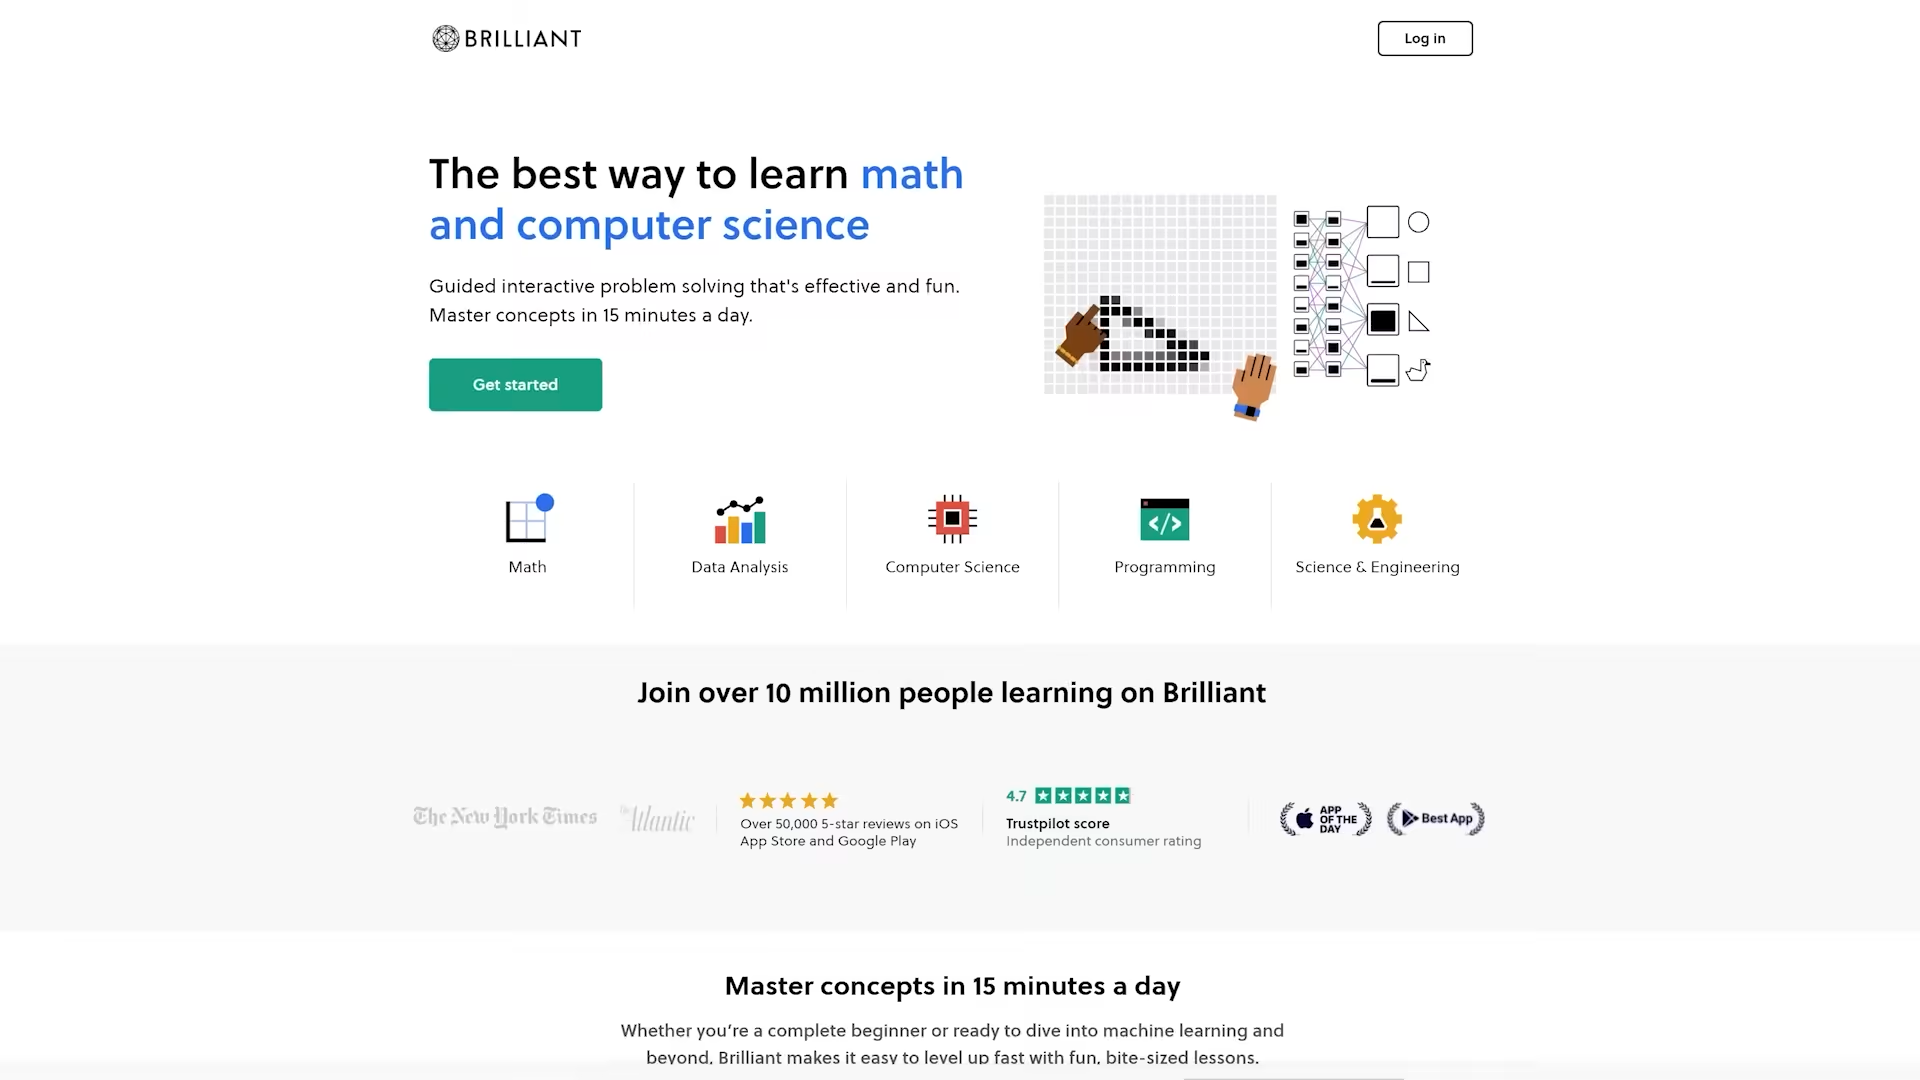 BRILLIANT
Log in
The best way to learn math
and computer science
Guided interactive problem solving that's effective and fun.
Master concepts in 15 minutes a day.
Get started
Math
Data Analysis
Computer Science
</>
Programming
Science & Engineering
Join over 10 million people learning on Brilliant
The New York Times
The Atlantic
Over 50,000 5-star reviews on iOS
App Store and Google Play
4.7
Trustpilot score
Independent consumer rating
APP
OF THE
DAY
Best App
Master concepts in 15 minutes a day
Whether you’re a complete beginner or ready to dive into machine learning and
beyond, Brilliant makes it easy to level up fast with fun, bite-sized lessons.